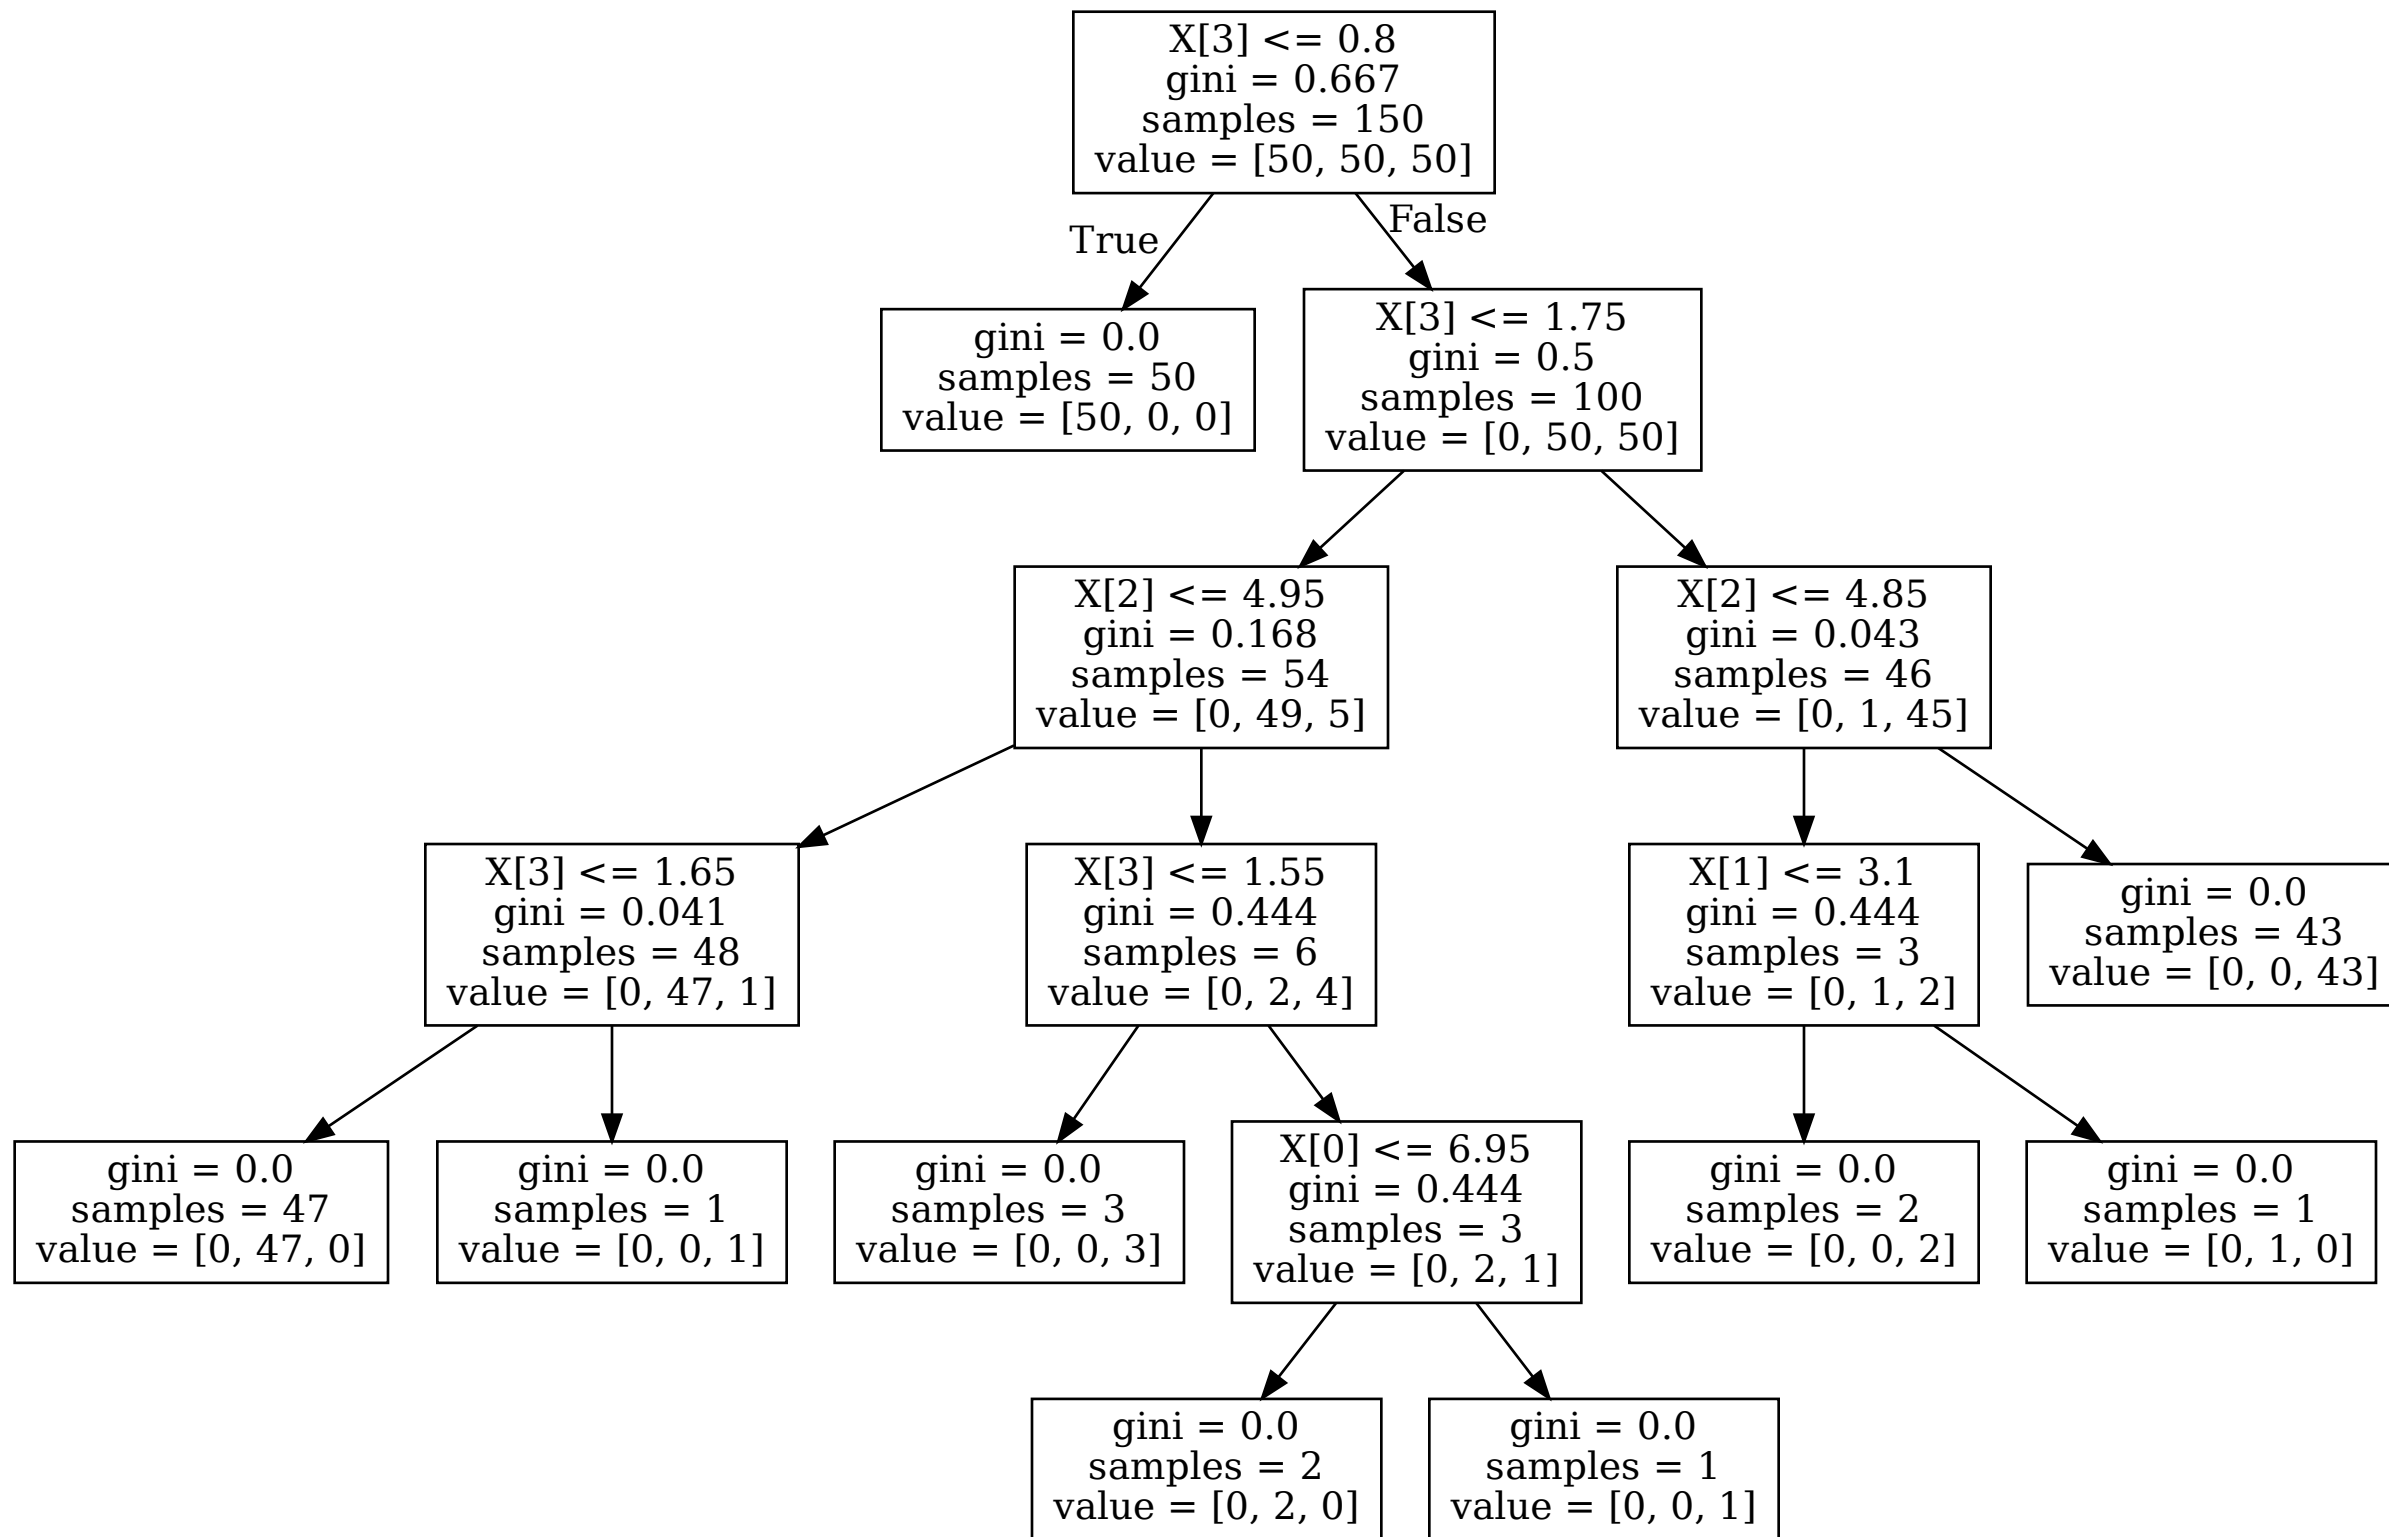 X[3] <= 0.8
gini = 0.667
samples = 150
value = [50, 50, 50]
True
False
gini = 0.0
samples = 50
value = [50, 0, 0]
X[3] <= 1.75
gini = 0.5
samples = 100
value = [0, 50, 50]
X[2] <= 4.95
gini = 0.168
samples = 54
value = [0, 49, 5]
X[2] <= 4.85
gini = 0.043
samples = 46
value = [0, 1, 45]
X[3] <= 1.65
gini = 0.041
samples = 48
value = [0, 47, 1]
X[3] <= 1.55
gini = 0.444
samples = 6
value = [0, 2, 4]
X[1] <= 3.1
gini = 0.444
samples = 3
value = [0, 1, 2]
gini = 0.0
samples = 43
value = [0, 0, 43]
gini = 0.0
samples = 47
value = [0, 47, 0]
gini = 0.0
samples = 1
value = [0, 0, 1]
gini = 0.0
samples = 3
value = [0, 0, 3]
X[0] <= 6.95
gini = 0.444
samples = 3
value = [0, 2, 1]
gini = 0.0
samples = 2
value = [0, 0, 2]
gini = 0.0
samples = 1
value = [0, 1, 0]
gini = 0.0
samples = 2
value = [0, 2, 0]
gini = 0.0
samples = 1
value = [0, 0, 1]